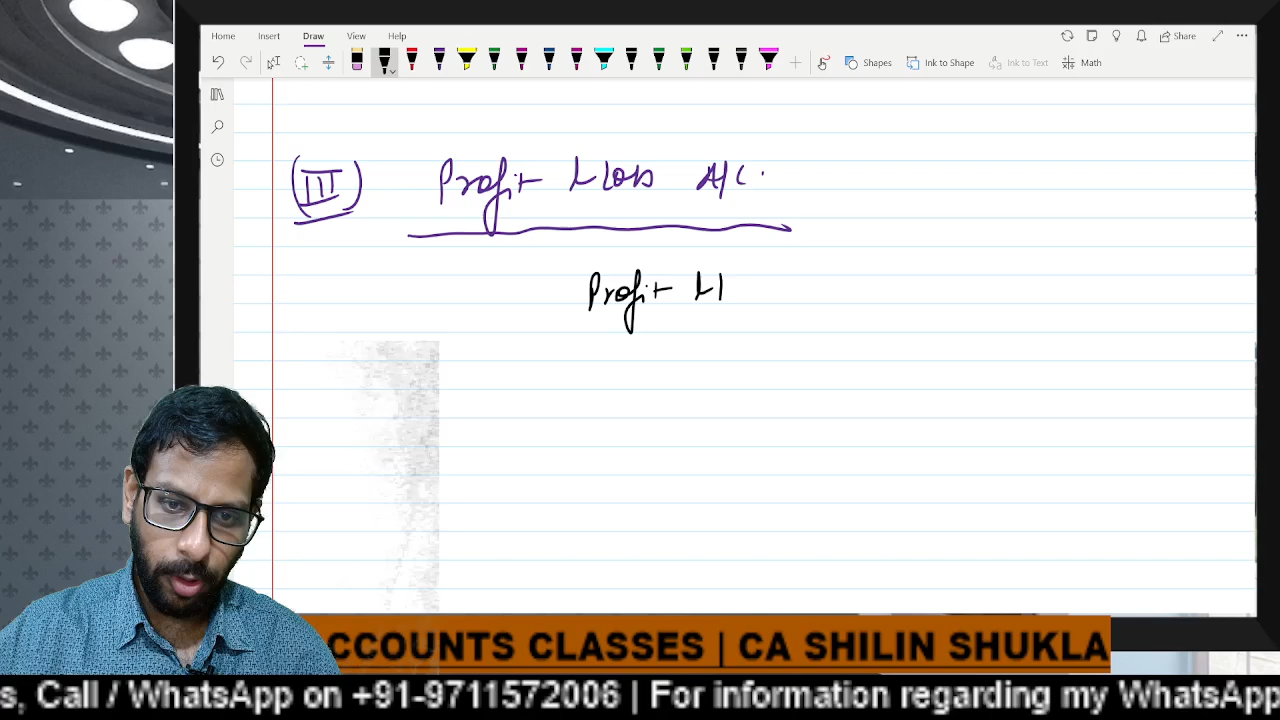 Home Insert Draw View Help Share
Shapes Ink to Shape Ink to Text Math
(III) Profit & Loss A/c.
Profit & l
CCOUNTS CLASSES | CA SHILIN SHUKLA
s, Call / WhatsApp on +91-9711572006 | For information regarding my WhatsApp